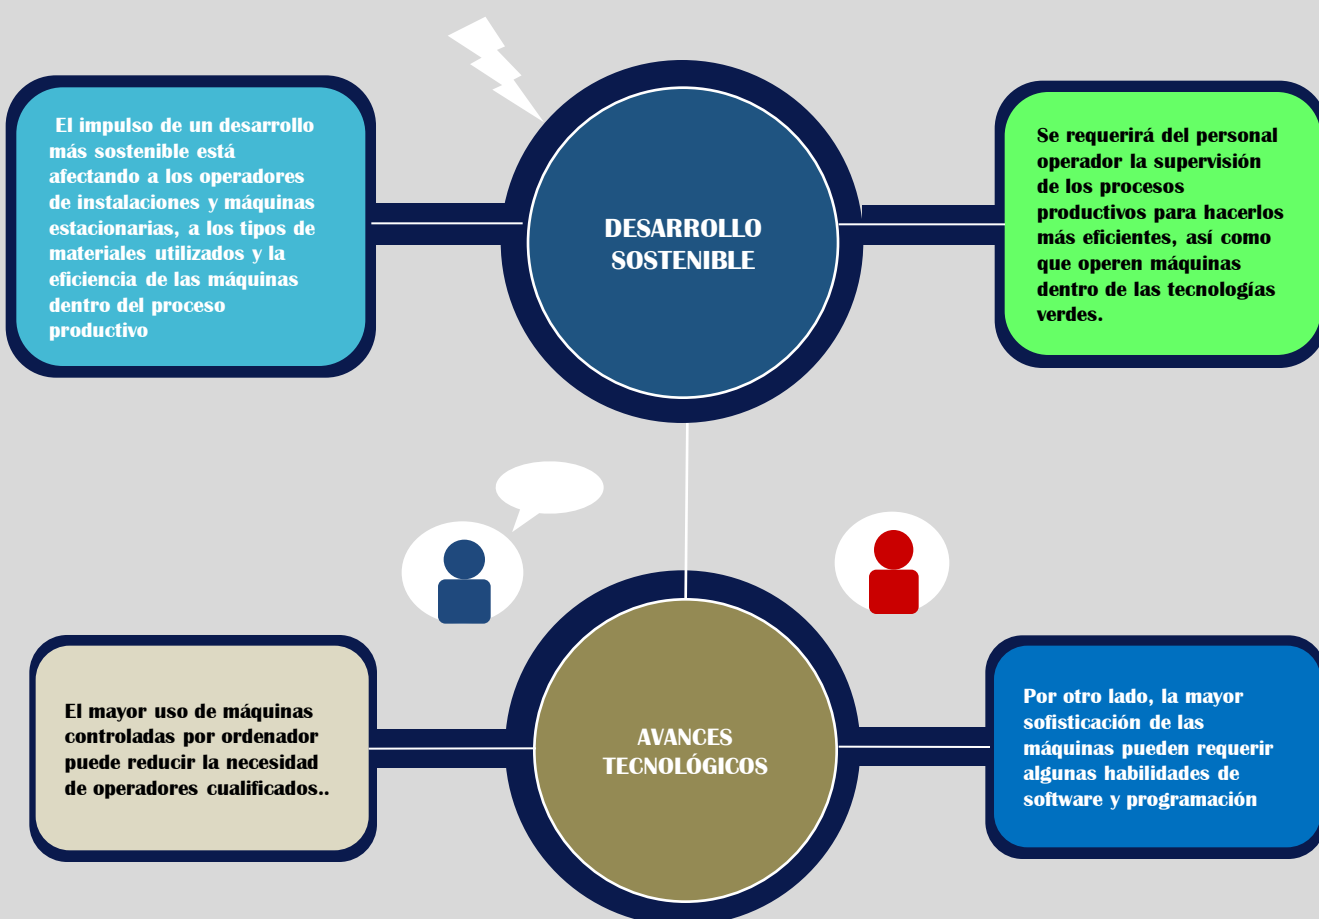 El impulso de un desarrollo
más sostenible está
afectando a los operadores
de instalaciones y máquinas
estacionarias, a los tipos de
materiales utilizados y la
eficiencia de las máquinas
dentro del proceso
productivo
DESARROLLO
SOSTENIBLE
Se requerirá del personal
operador la supervisión
de los procesos
productivos para hacerlos
más eficientes, así como
que operen máquinas
dentro de las tecnologías
verdes.
El mayor uso de máquinas
controladas por ordenador
puede reducir la necesidad
de operadores cualificados..
AVANCES
TECNOLÓGICOS
Por otro lado, la mayor
sofisticación de las
máquinas pueden requerir
algunas habilidades de
software y programación